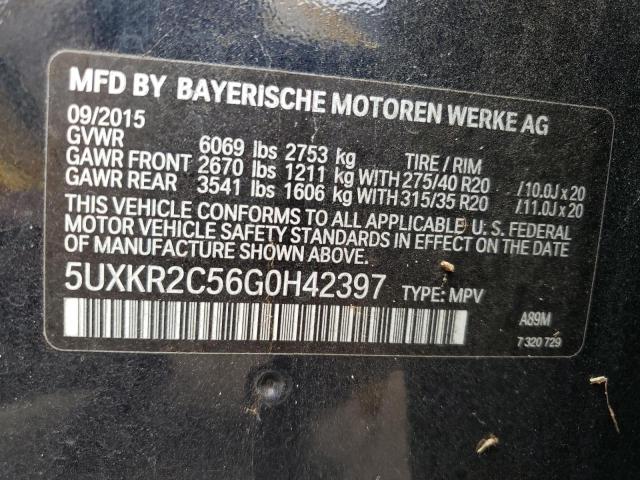 MFD BY BAYERISCHE MOTOREN WERKE AG
09/2015
GVWR 6069 lbs 2753 kg TIRE / RIM
GAWR FRONT 2670 lbs 1211 kg WITH 275/40 R20 /10.0J x 20
GAWR REAR 3541 lbs 1606 kg WITH 315/35 R20 /11.0J x 20
THIS VEHICLE CONFORMS TO ALL APPLICABLE U. S. FEDERAL
MOTOR VEHICLE SAFETY STANDARDS IN EFFECT ON THE DATE
OF MANUFACTURE SHOWN ABOVE.
5UXKR2C56G0H42397 TYPE: MPV
A89M
7 320 729